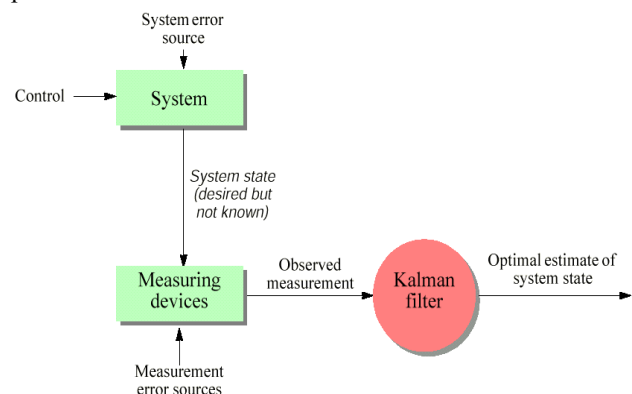 System error
source
Control
System
System state
(desired but
not known)
Measuring
devices
Observed
measurement
Kalman
filter
Optimal estimate of
system state
Measurement
error sources